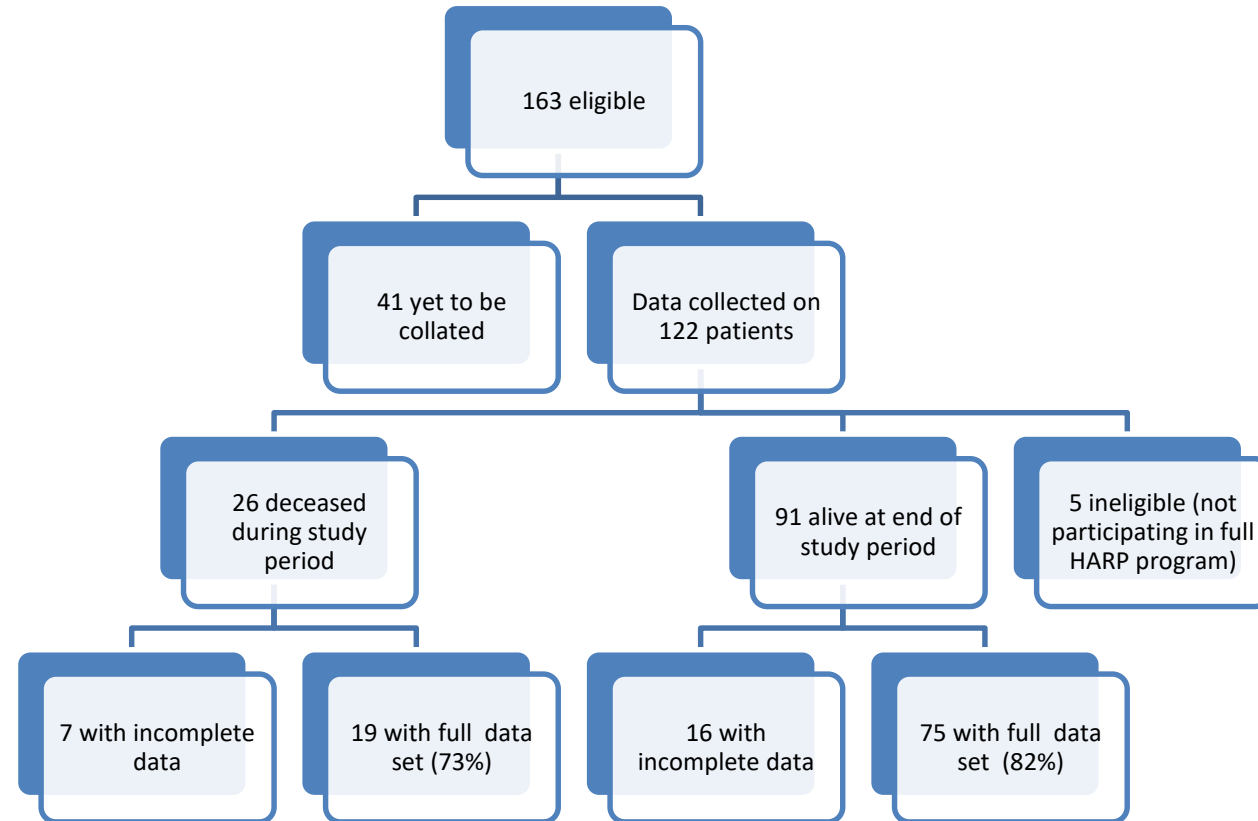 163 eligible
41 yet to be
collated
Data collected on
122 patients
26 deceased
during study
period
91 alive at end of
study period
5 ineligible (not
participating in full
HARP program)
7 with incomplete
data
19 with full  data
set (73%)
16 with
incomplete data
75 with full  data
set  (82%)